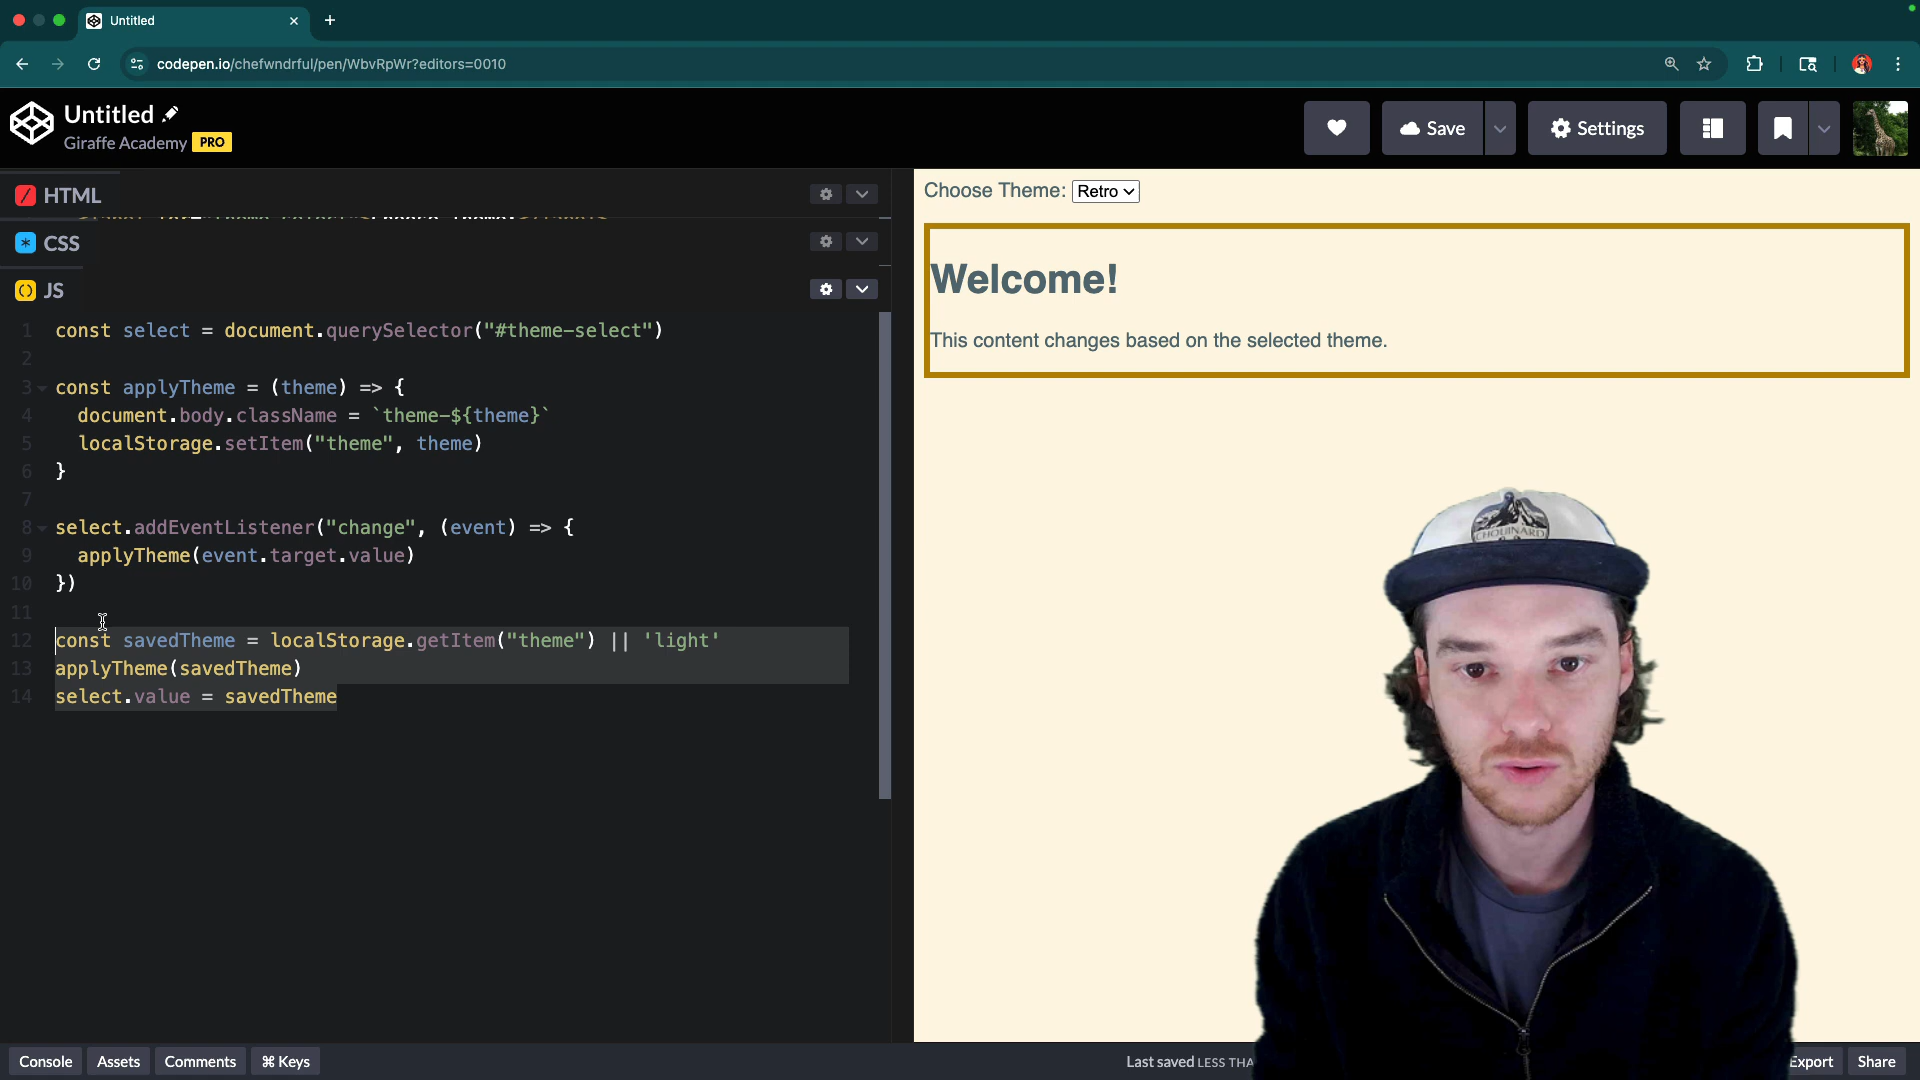 Untitled
codepen.io/chefwndrful/pen/WbvRpWr?editors=0010
Untitled
Giraffe Academy PRO
Save
Settings
HTML
CSS
JS
1 const select = document.querySelector("#theme-select")
2
3 const applyTheme = (theme) => {
4 document.body.className = `theme-${theme}`
5 localStorage.setItem("theme", theme)
6 }
7
8 select.addEventListener("change", (event) => {
9 applyTheme(event.target.value)
10 })
11
12 const savedTheme = localStorage.getItem("theme") || 'light'
13 applyTheme(savedTheme)
14 select.value = savedTheme
Choose Theme: Retro
Welcome!
This content changes based on the selected theme.
CHOUINARD
Console Assets Comments ⌘ Keys
Last saved LESS THA
Export Share